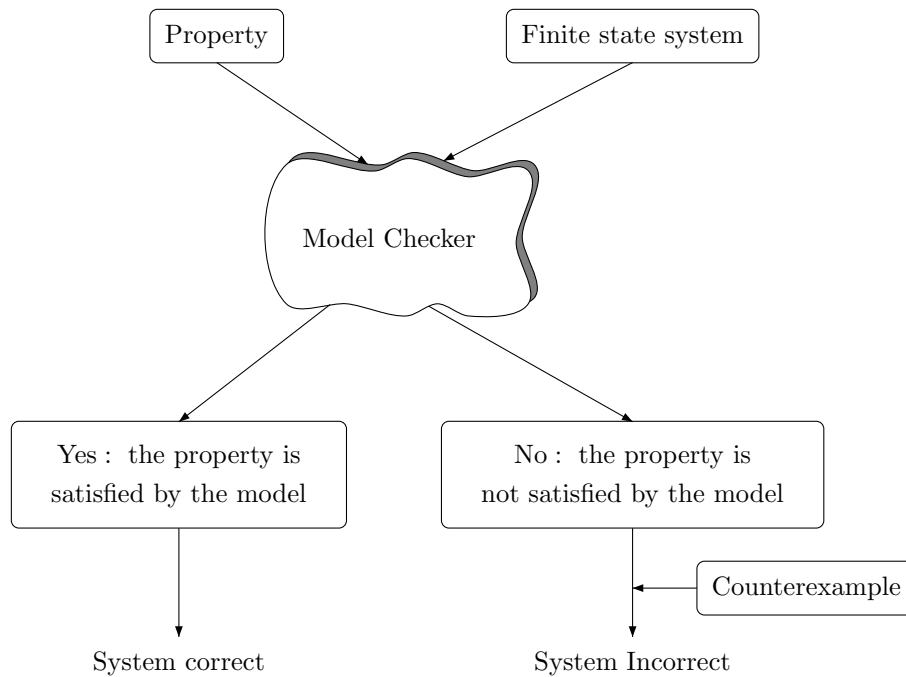 Property
Finite state system
Model Checker
Yes : the property is
satisfied by the model
No : the property is
not satisfied by the model
Counterexample
System correct
System Incorrect